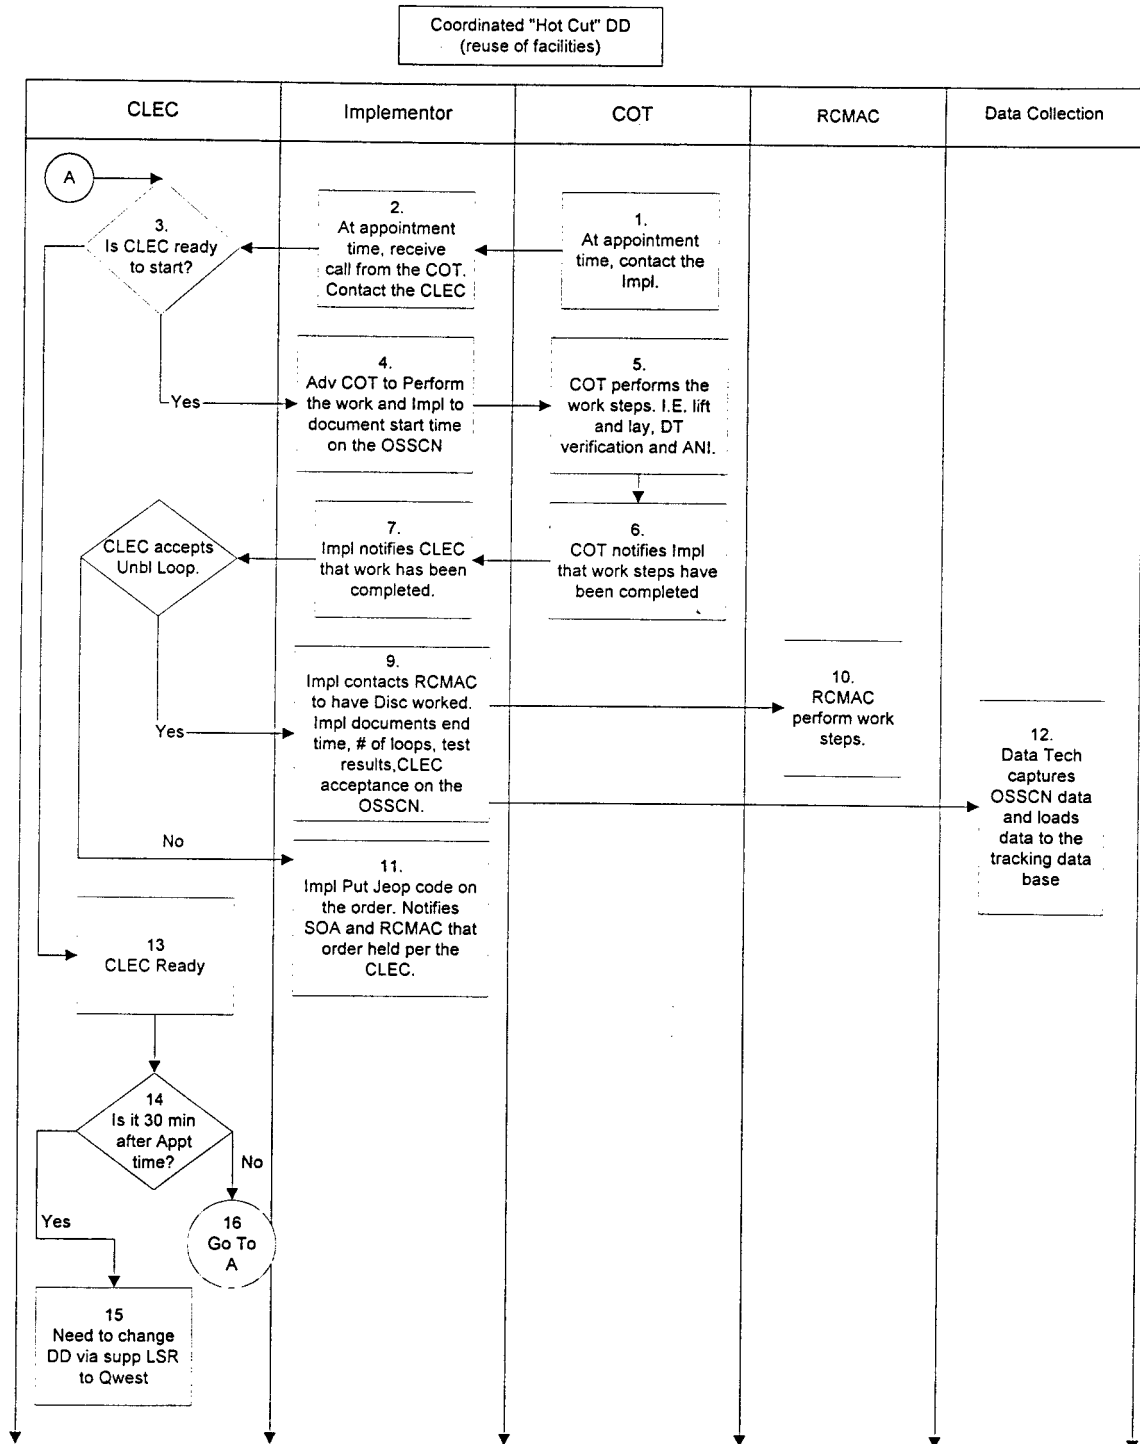 Coordinated "Hot Cut" DD
(reuse of facilities)
CLEC
Implementor
COT
RCMAC
Data Collection
A
3.
Is CLEC ready
to start?
2.
At appointment
time, receive
call from the COT.
Contact the CLEC
1.
At appointment
time, contact the
Impl.
Yes
4.
Adv COT to Perform
the work and Impl to
document start time
on the OSSCN
5.
COT performs the
work steps. I.E. lift
and lay, DT
verification and ANI.
CLEC accepts
Unbl Loop.
7.
Impl notifies CLEC
that work has been
completed.
6.
COT notifies Impl
that work steps have
been completed
Yes
9.
Impl contacts RCMAC
to have Disc worked.
Impl documents end
time, # of loops, test
results,CLEC
acceptance on the
OSSCN.
10.
RCMAC
perform work
steps.
12.
Data Tech
captures
OSSCN data
and loads
data to the
tracking data
base
No
11.
Impl Put Jeop code on
the order. Notifies
SOA and RCMAC that
order held per the
CLEC.
13
CLEC Ready
14
Is it 30 min
after Appt
time?
No
Yes
16
Go To
A
15
Need to change
DD via supp LSR
to Qwest